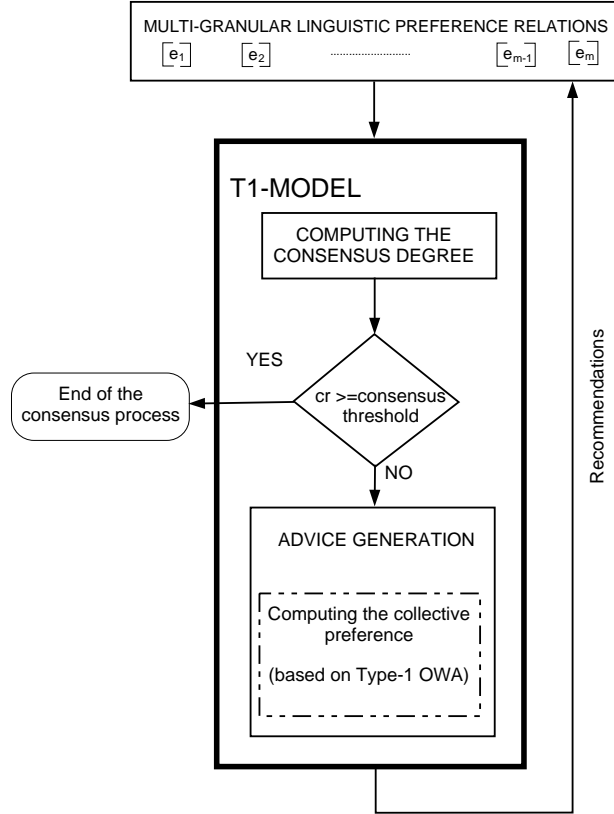 MULTI-GRANULAR LINGUISTIC PREFERENCE RELATIONS
[e1] [e2] .......................... [em-1] [em]
T1-MODEL
COMPUTING THE
CONSENSUS DEGREE
YES
cr >=consensus
threshold
End of the
consensus process
NO
ADVICE GENERATION
Computing the collective
preference
(based on Type-1 OWA)
Recommendations